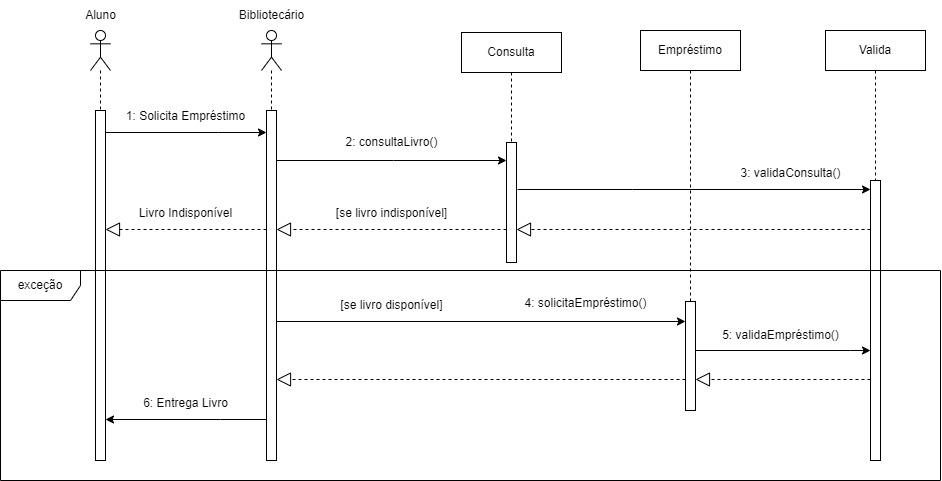 Aluno
Bibliotecário
Consulta
Empréstimo
Valida
1: Solicita Empréstimo
2: consultaLivro()
3: validaConsulta()
Livro Indisponível
[se livro indisponível]
exceção
[se livro disponível]
4: solicitaEmpréstimo()
5: validaEmpréstimo()
6: Entrega Livro